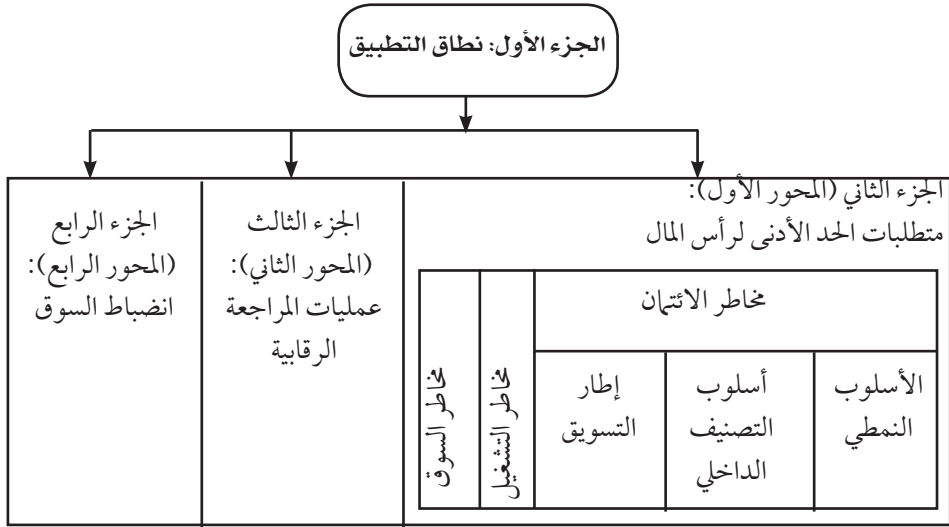 الجزء الأول: نطاق التطبيق
الجزء الثاني (المحور الأول):
متطلبات الحد الأدنى لرأس المال
مخاطر الائتمان
الأسلوب
النمطي
أسلوب
التصنيف
الداخلي
إطار
التسويق
مخاطر التشغيل
مخاطر السوق
الجزء الثالث
(المحور الثاني):
عمليات المراجعة
الرقابية
الجزء الرابع
(المحور الرابع):
انضباط السوق